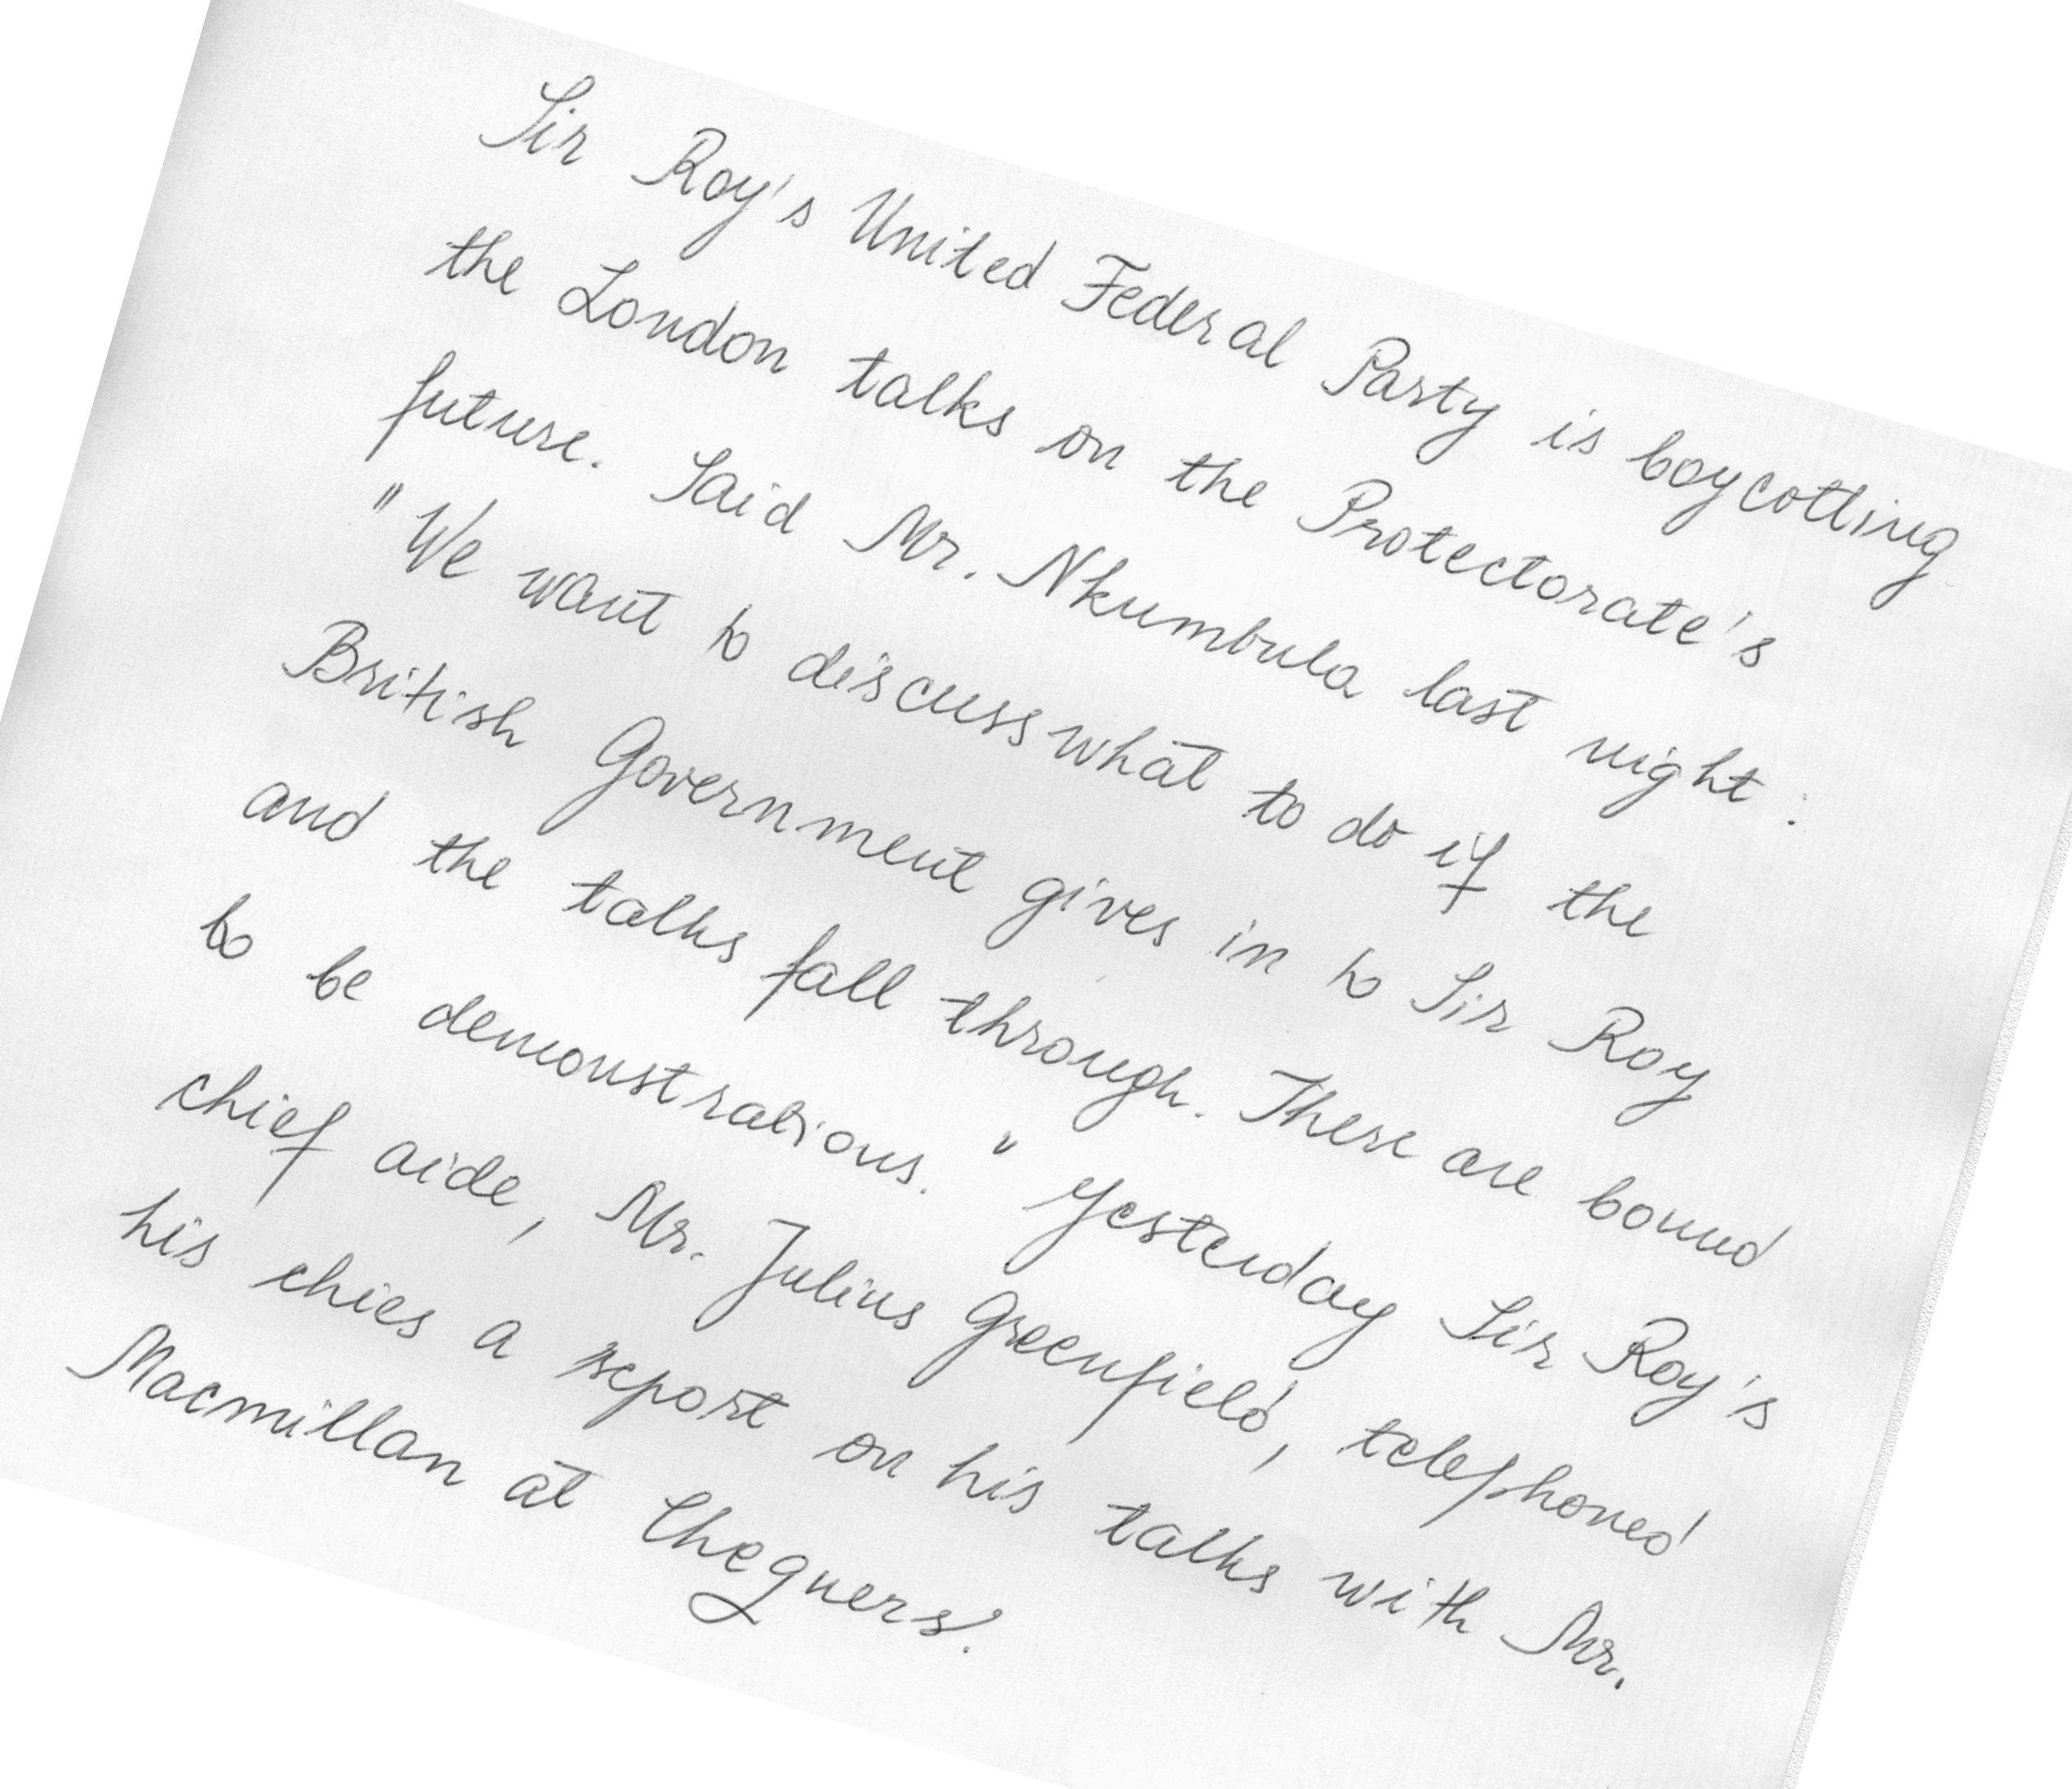 Sir Roy's United Federal Party is boycotting
the London talks on the Protectorate's
future. Said Mr. Nkumbula last night :
"We want to discuss what to do if the
British Government gives in to Sir Roy
and the talks fall through. There are bound
to be demonstrations." Yesterday Sir Roy's
chief aide, Mr. Julius Greenfield, telephoned
his chies a report on his talks with Mr.
Macmillan at Chequers.